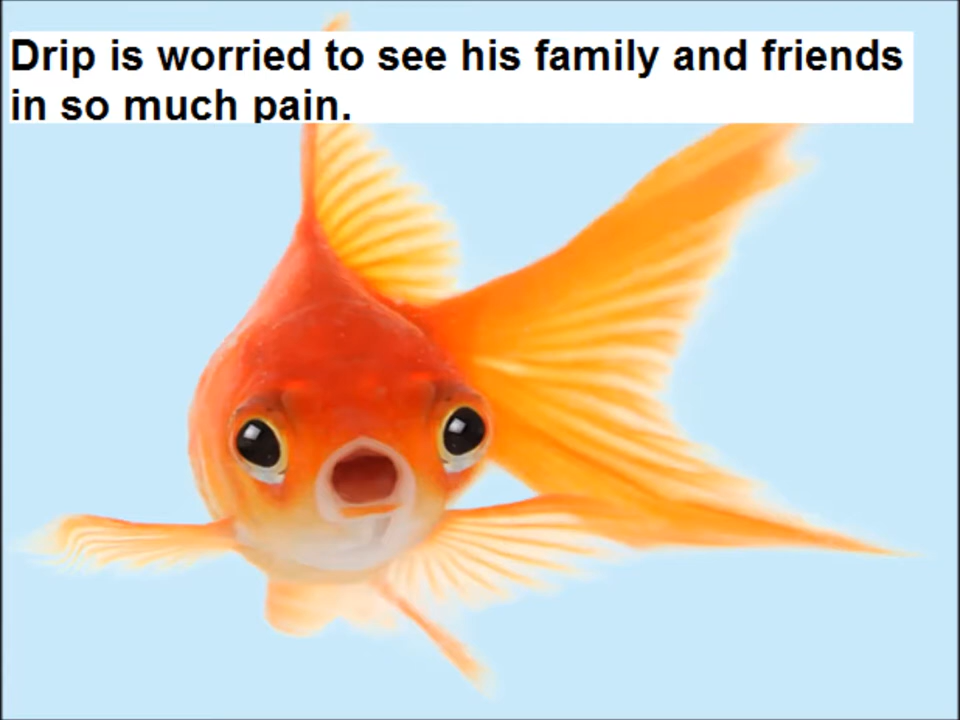 Drip is worried to see his family and friends
in so much pain.